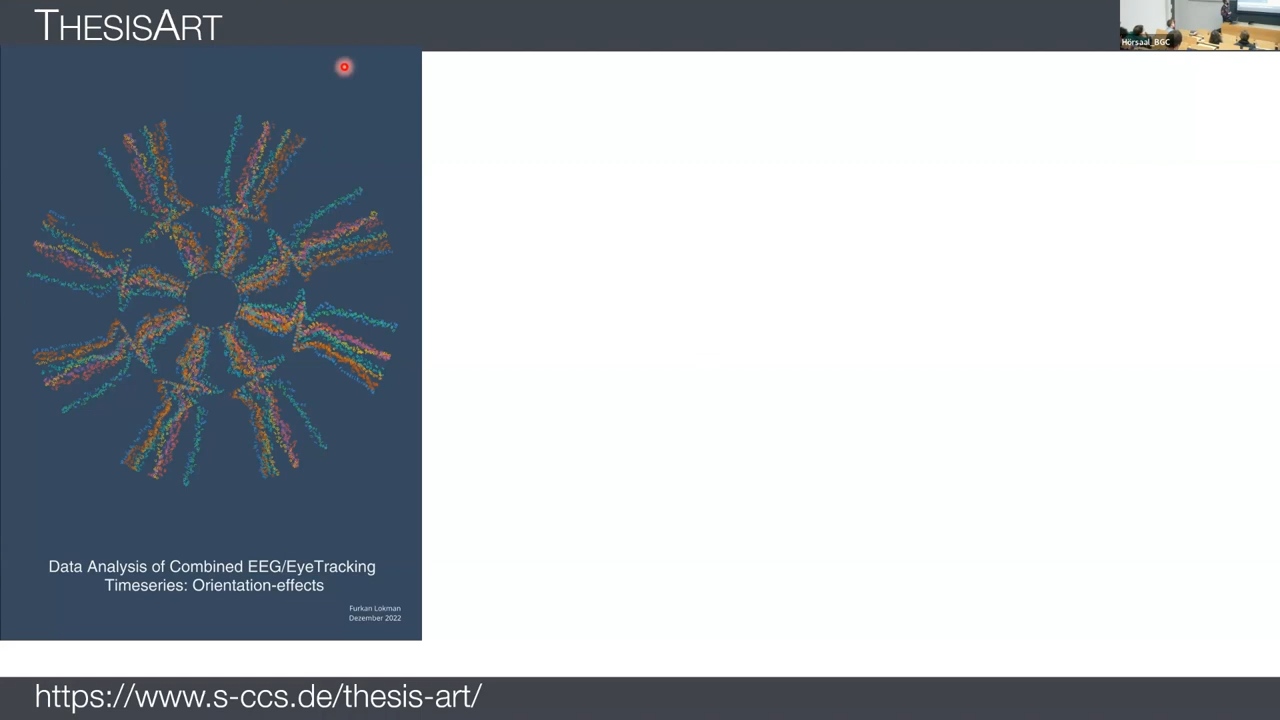 THESISART
Hörsaal_BGC
Data Analysis of Combined EEG/EyeTracking
Timeseries: Orientation-effects
Furkan Lokman
Dezember 2022
https://www.s-ccs.de/thesis-art/